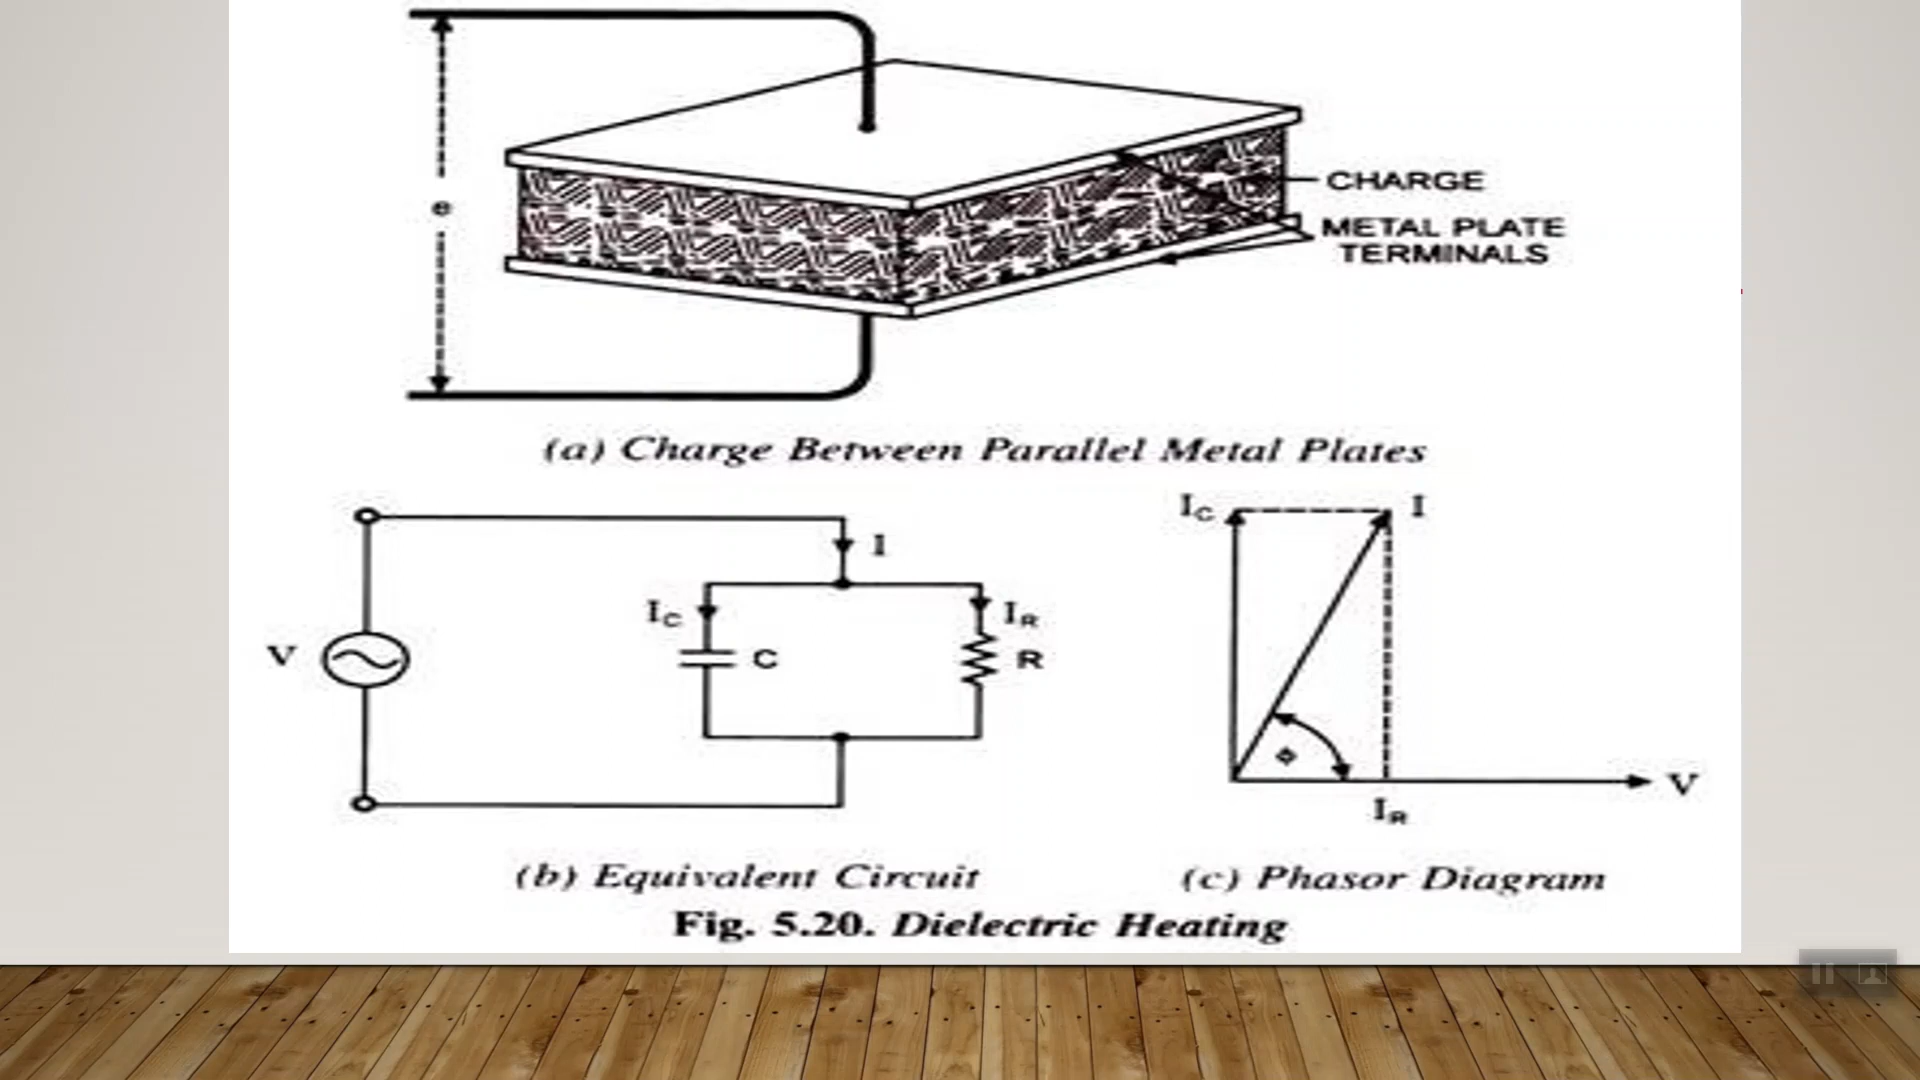 e
CHARGE
METAL PLATE
TERMINALS
(a) Charge Between Parallel Metal Plates
I
IC
IR
V
C
R
IC
I
ϕ
V
IR
(b) Equivalent Circuit
(c) Phasor Diagram
Fig. 5.20. Dielectric Heating